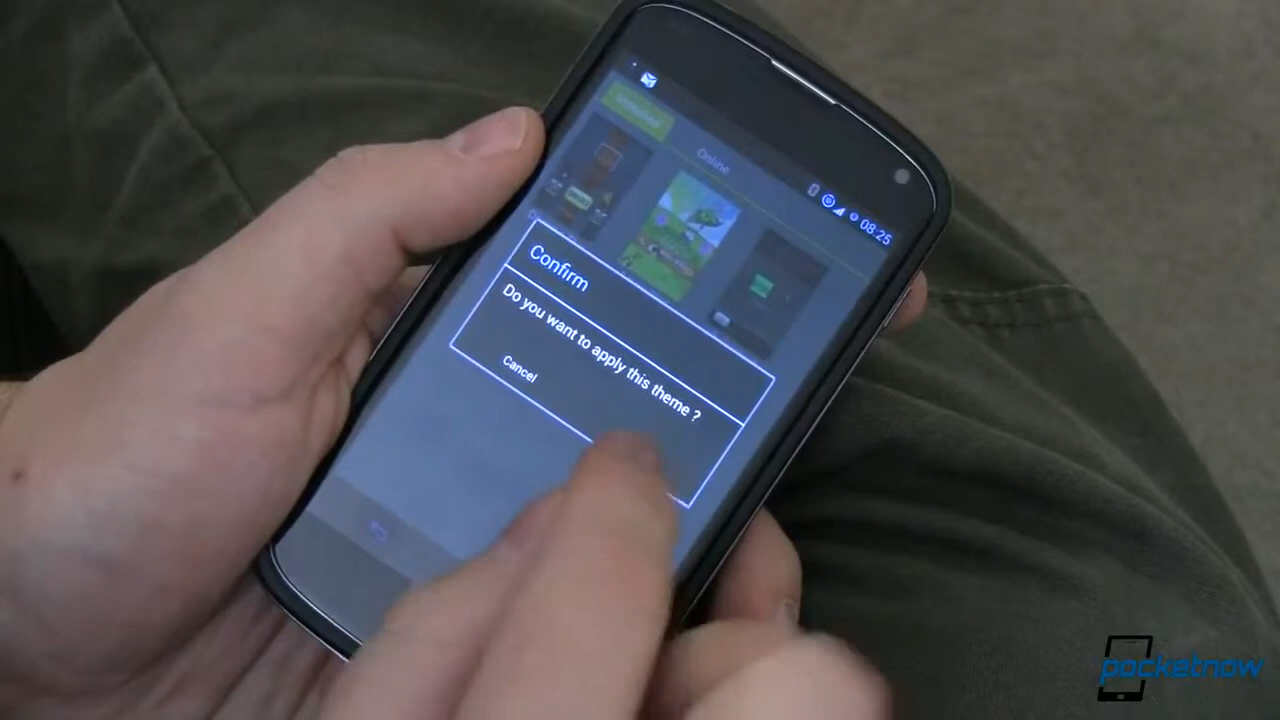 Online
08:25
Confirm
Do you want to apply this theme ?
Cancel
pocketnow